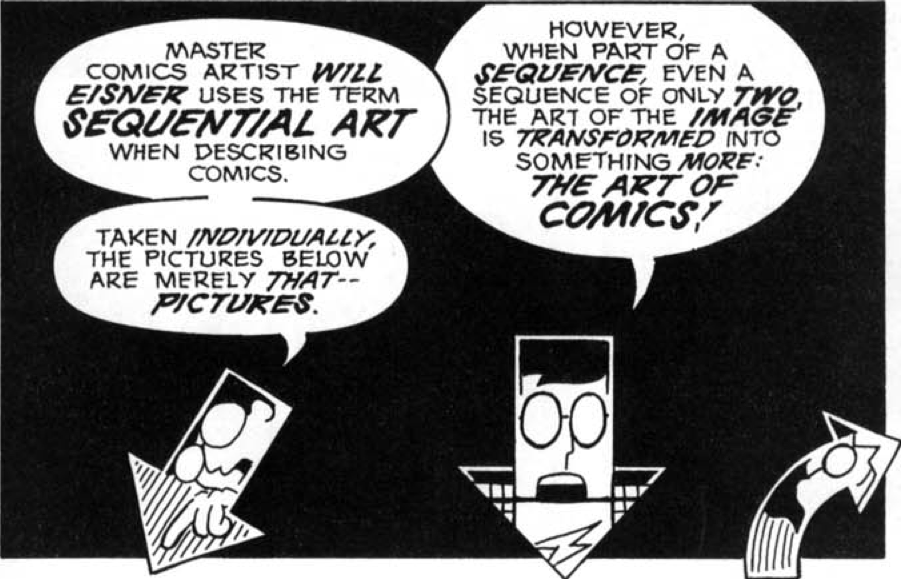 MASTER
COMICS ARTIST WILL
EISNER USES THE TERM
SEQUENTIAL ART
WHEN DESCRIBING
COMICS.
TAKEN INDIVIDUALLY,
THE PICTURES BELOW
ARE MERELY THAT--
PICTURES.
HOWEVER,
WHEN PART OF A
SEQUENCE, EVEN A
SEQUENCE OF ONLY TWO,
THE ART OF THE IMAGE
IS TRANSFORMED INTO
SOMETHING MORE:
THE ART OF
COMICS!